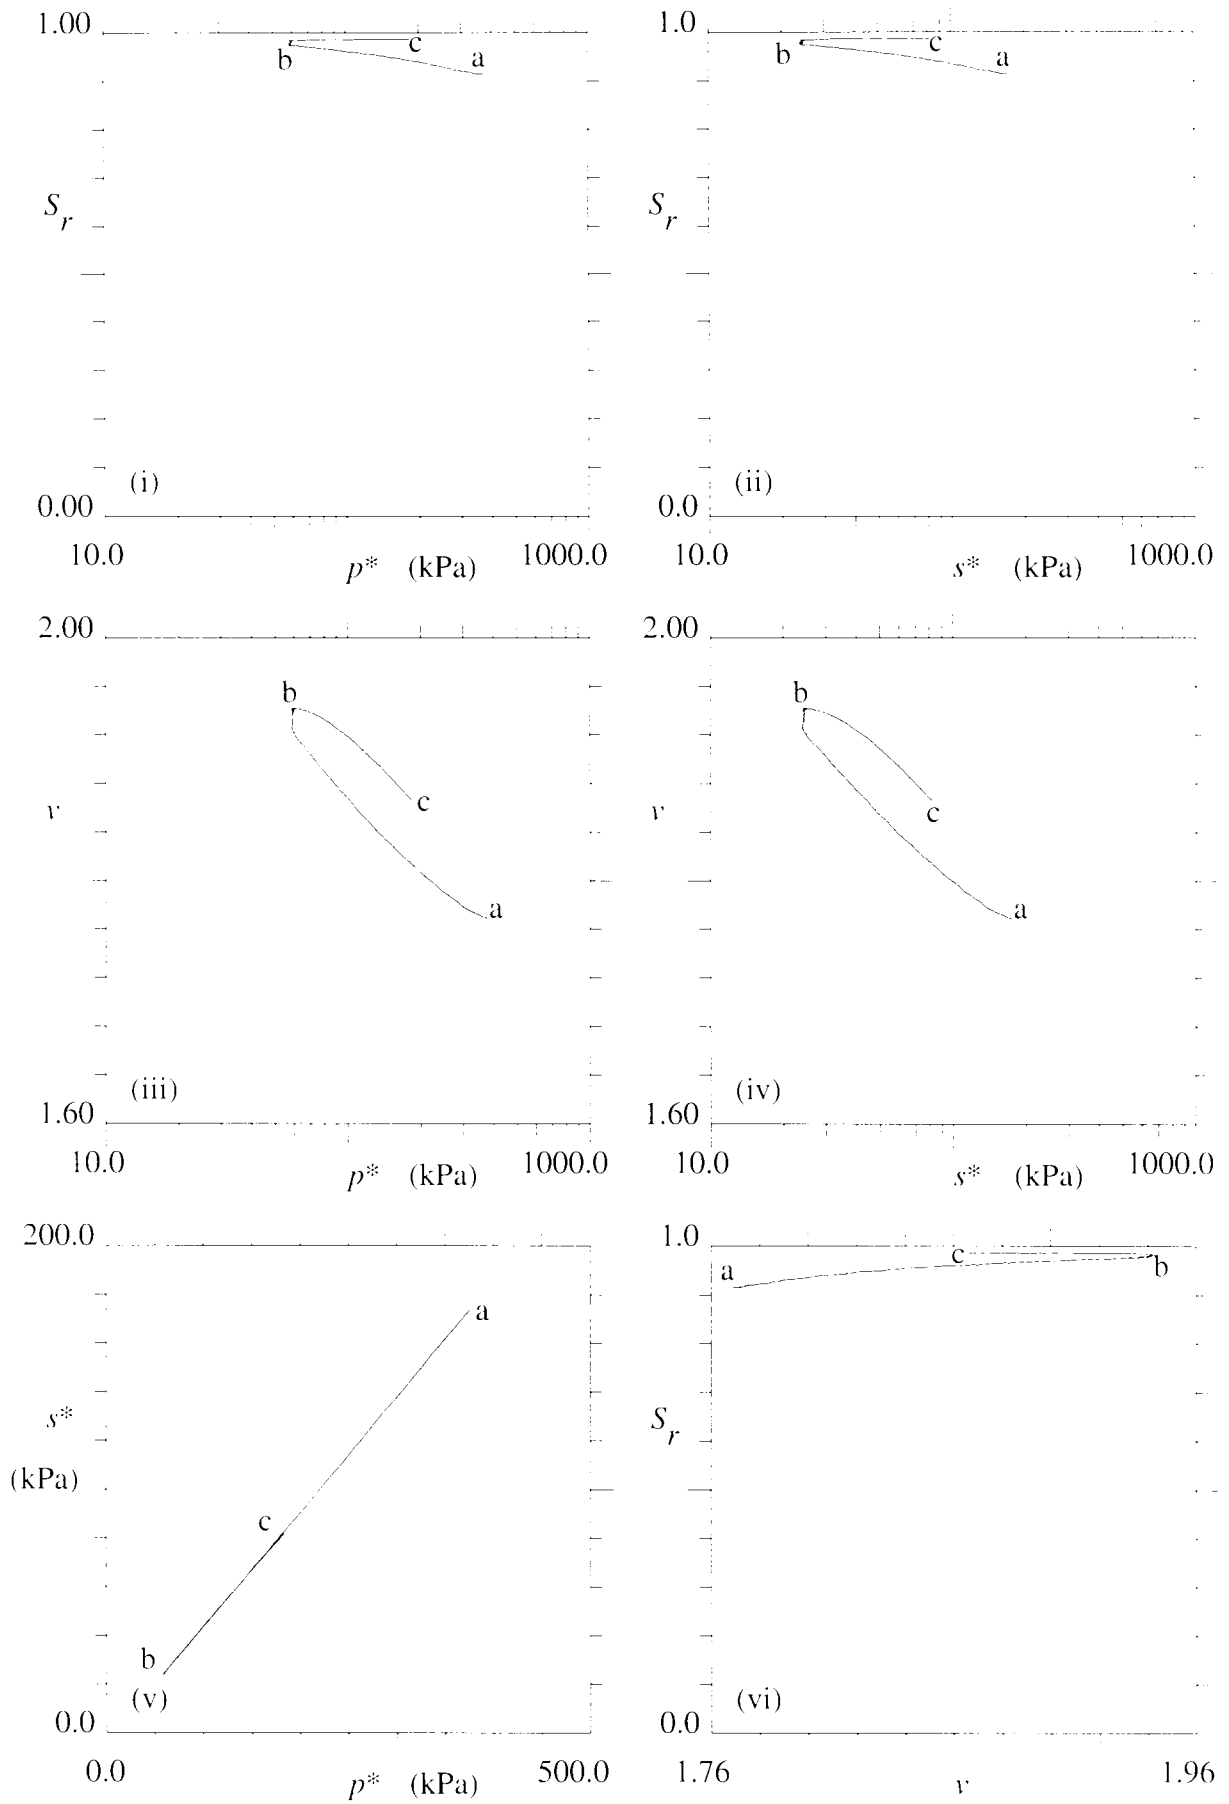 1.00
c
b
a
S_r
(i)
0.00
10.0
p* (kPa)
1000.0
1.0
c
b
a
S_r
(ii)
0.0
10.0
s* (kPa)
1000.0
2.00
b
v
c
a
(iii)
1.60
10.0
p* (kPa)
1000.0
2.00
b
v
c
a
(iv)
1.60
10.0
s* (kPa)
1000.0
200.0
a
s*
(kPa)
c
b
(v)
0.0
0.0
p* (kPa)
500.0
1.0
a
c
b
S_r
(vi)
0.0
1.76
v
1.96